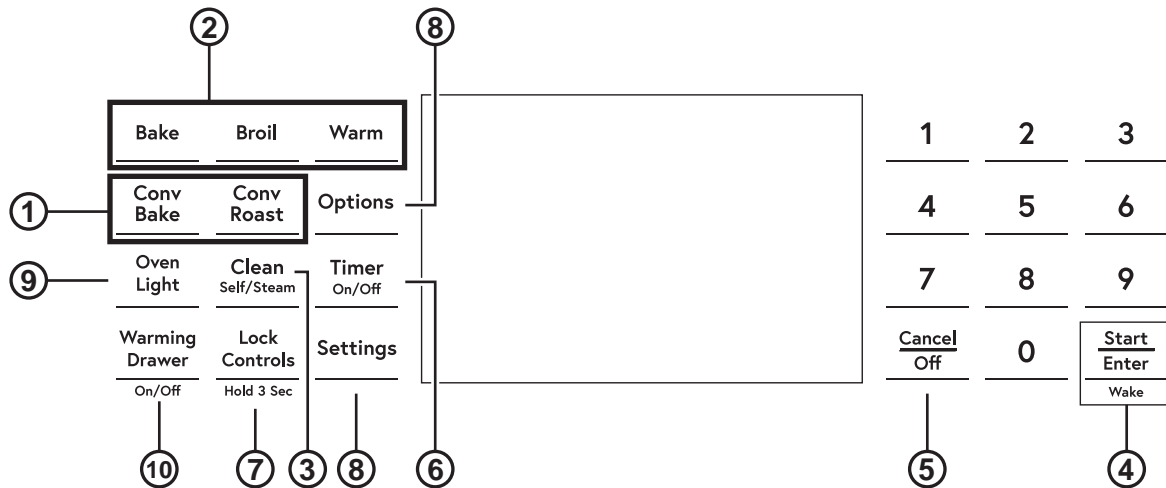 2
8
Bake Broil Warm
1 2 3
Conv Bake
Conv Roast
Options
1
4 5 6
9
Oven Light
Clean
Self/Steam
Timer
On/Off
7 8 9
Warming Drawer
On/Off
Lock Controls
Hold 3 Sec
Settings
Cancel
Off
0
Start
Enter
Wake
10
7
3
8
6
5
4